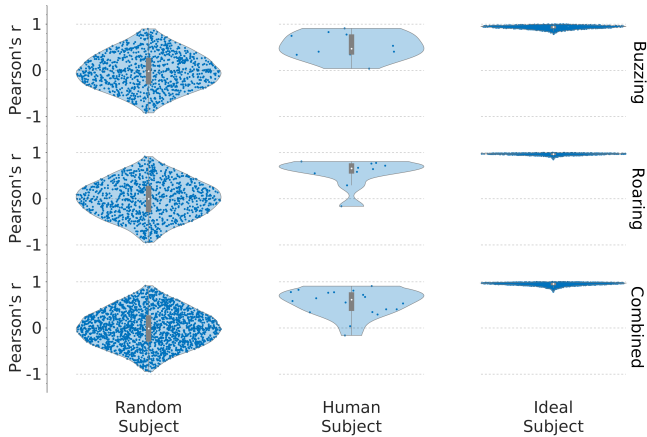 Pearson's r
1
0
-1
Buzzing
Pearson's r
1
0
-1
Roaring
Pearson's r
1
0
-1
Combined
Random
Subject
Human
Subject
Ideal
Subject